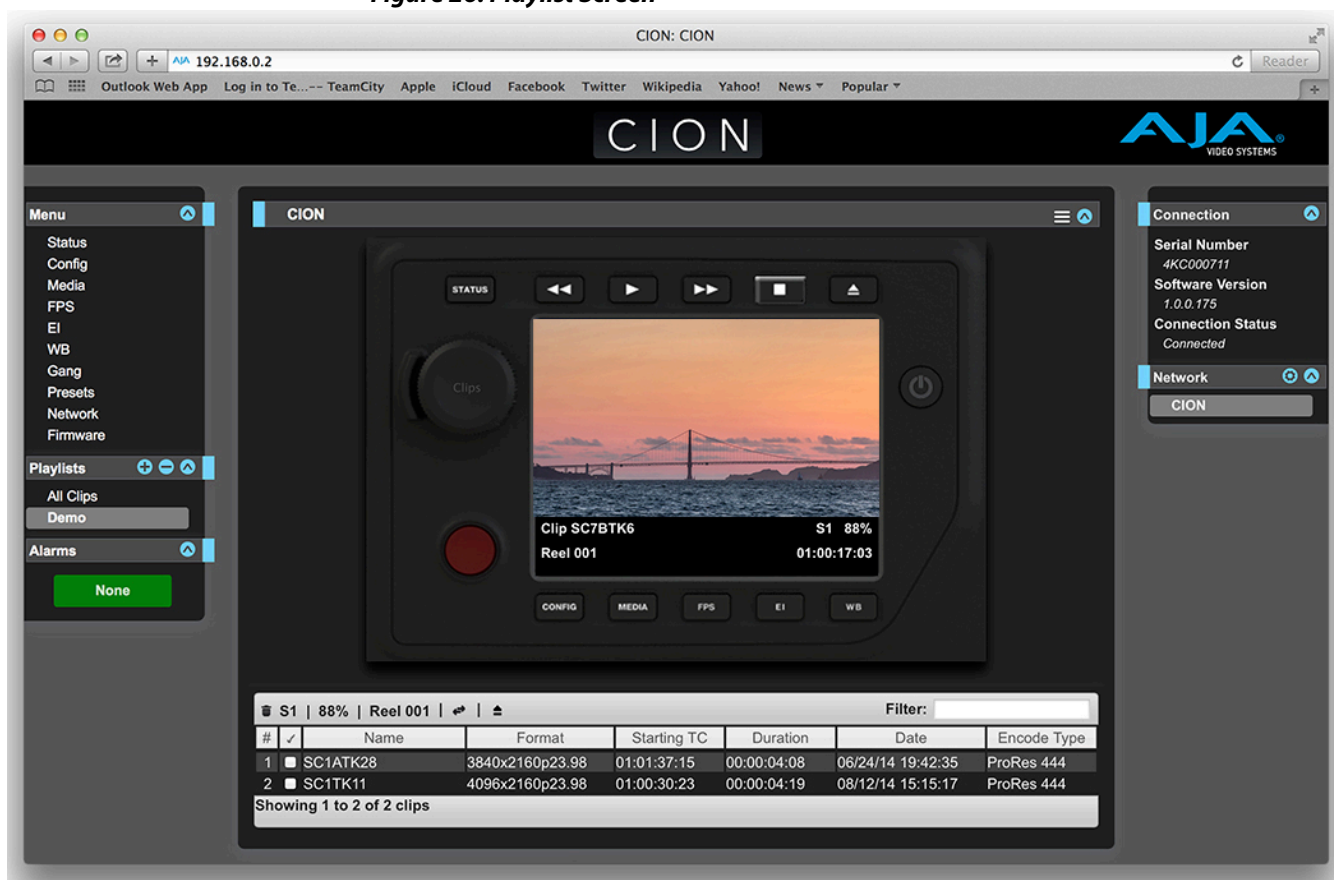 Figure 26. Playlist Screen
CION: CION
AJA 192.168.0.2
Reader
Outlook Web App Log in to Te...-- TeamCity Apple iCloud Facebook Twitter Wikipedia Yahoo! News Popular
CION
AJA
VIDEO SYSTEMS
Menu
Status
Config
Media
FPS
EI
WB
Gang
Presets
Network
Firmware
Playlists
All Clips
Demo
Alarms
None
CION
STATUS
Clips
Clip SC7BTK6 S1 88%
Reel 001 01:00:17:03
CONFIG MEDIA FPS EI WB
S1 | 88% | Reel 001 | | Filter:
# ✓ Name Format Starting TC Duration Date Encode Type
1 SC1ATK28 3840x2160p23.98 01:01:37:15 00:00:04:08 06/24/14 19:42:35 ProRes 444
2 SC1TK11 4096x2160p23.98 01:00:30:23 00:00:04:19 08/12/14 15:15:17 ProRes 444
Showing 1 to 2 of 2 clips
Connection
Serial Number
4KC000711
Software Version
1.0.0.175
Connection Status
Connected
Network
CION